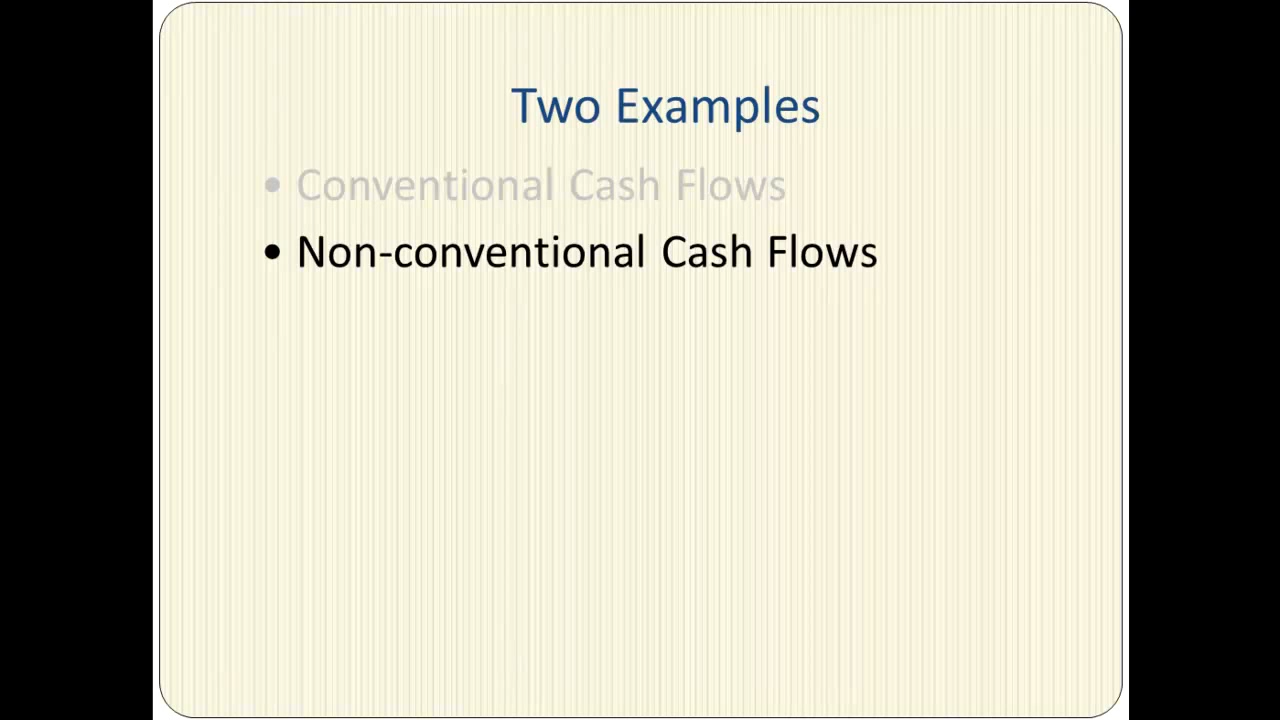 Two Examples
• Conventional Cash Flows
• Non-conventional Cash Flows